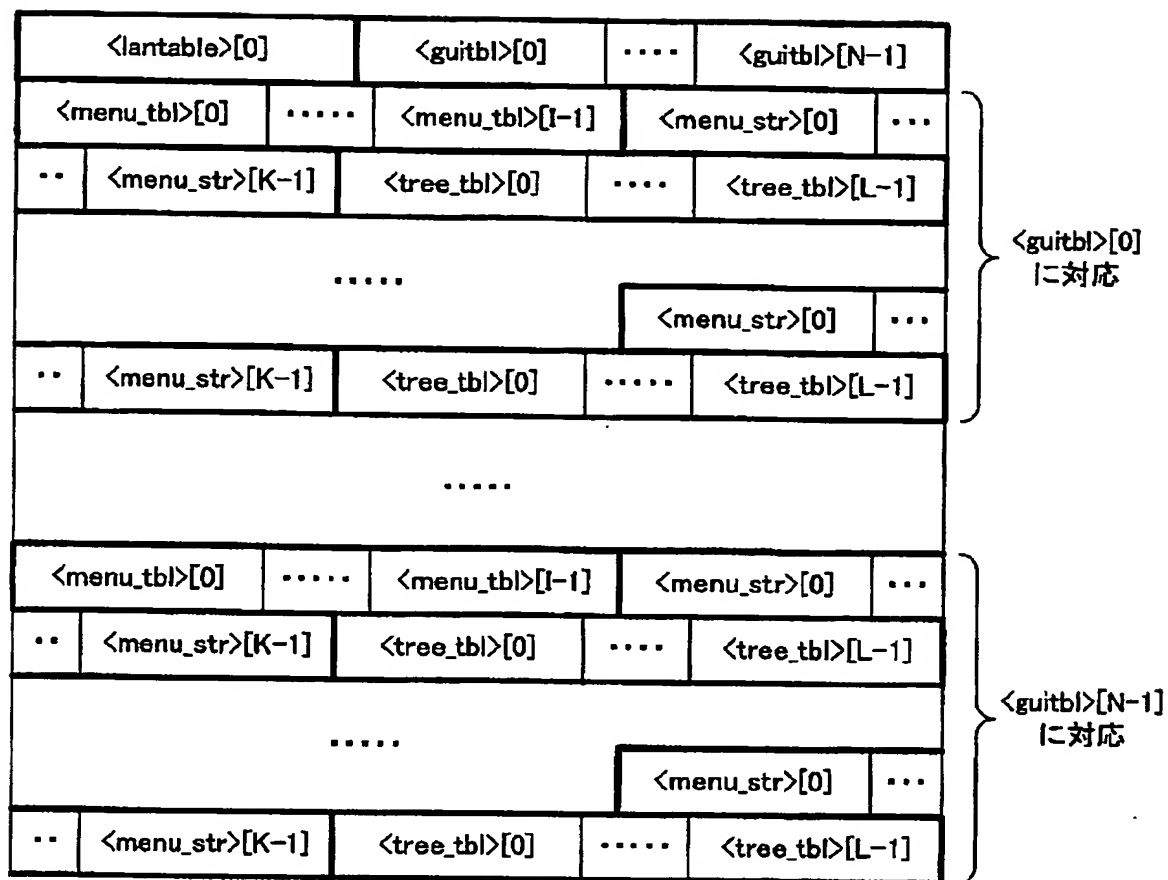 <lantable>[0] <guitbl>[0] ···· <guitbl>[N-1]
<menu_tbl>[0] ····· <menu_tbl>[I-1] <menu_str>[0] ···
·· <menu_str>[K-1] <tree_tbl>[0] ···· <tree_tbl>[L-1]
<guitbl>[0]
に対応
·····
<menu_str>[0] ···
·· <menu_str>[K-1] <tree_tbl>[0] ····· <tree_tbl>[L-1]
·····
<menu_tbl>[0] ····· <menu_tbl>[I-1] <menu_str>[0] ···
·· <menu_str>[K-1] <tree_tbl>[0] ···· <tree_tbl>[L-1]
<guitbl>[N-1]
に対応
·····
<menu_str>[0] ···
·· <menu_str>[K-1] <tree_tbl>[0] ····· <tree_tbl>[L-1]